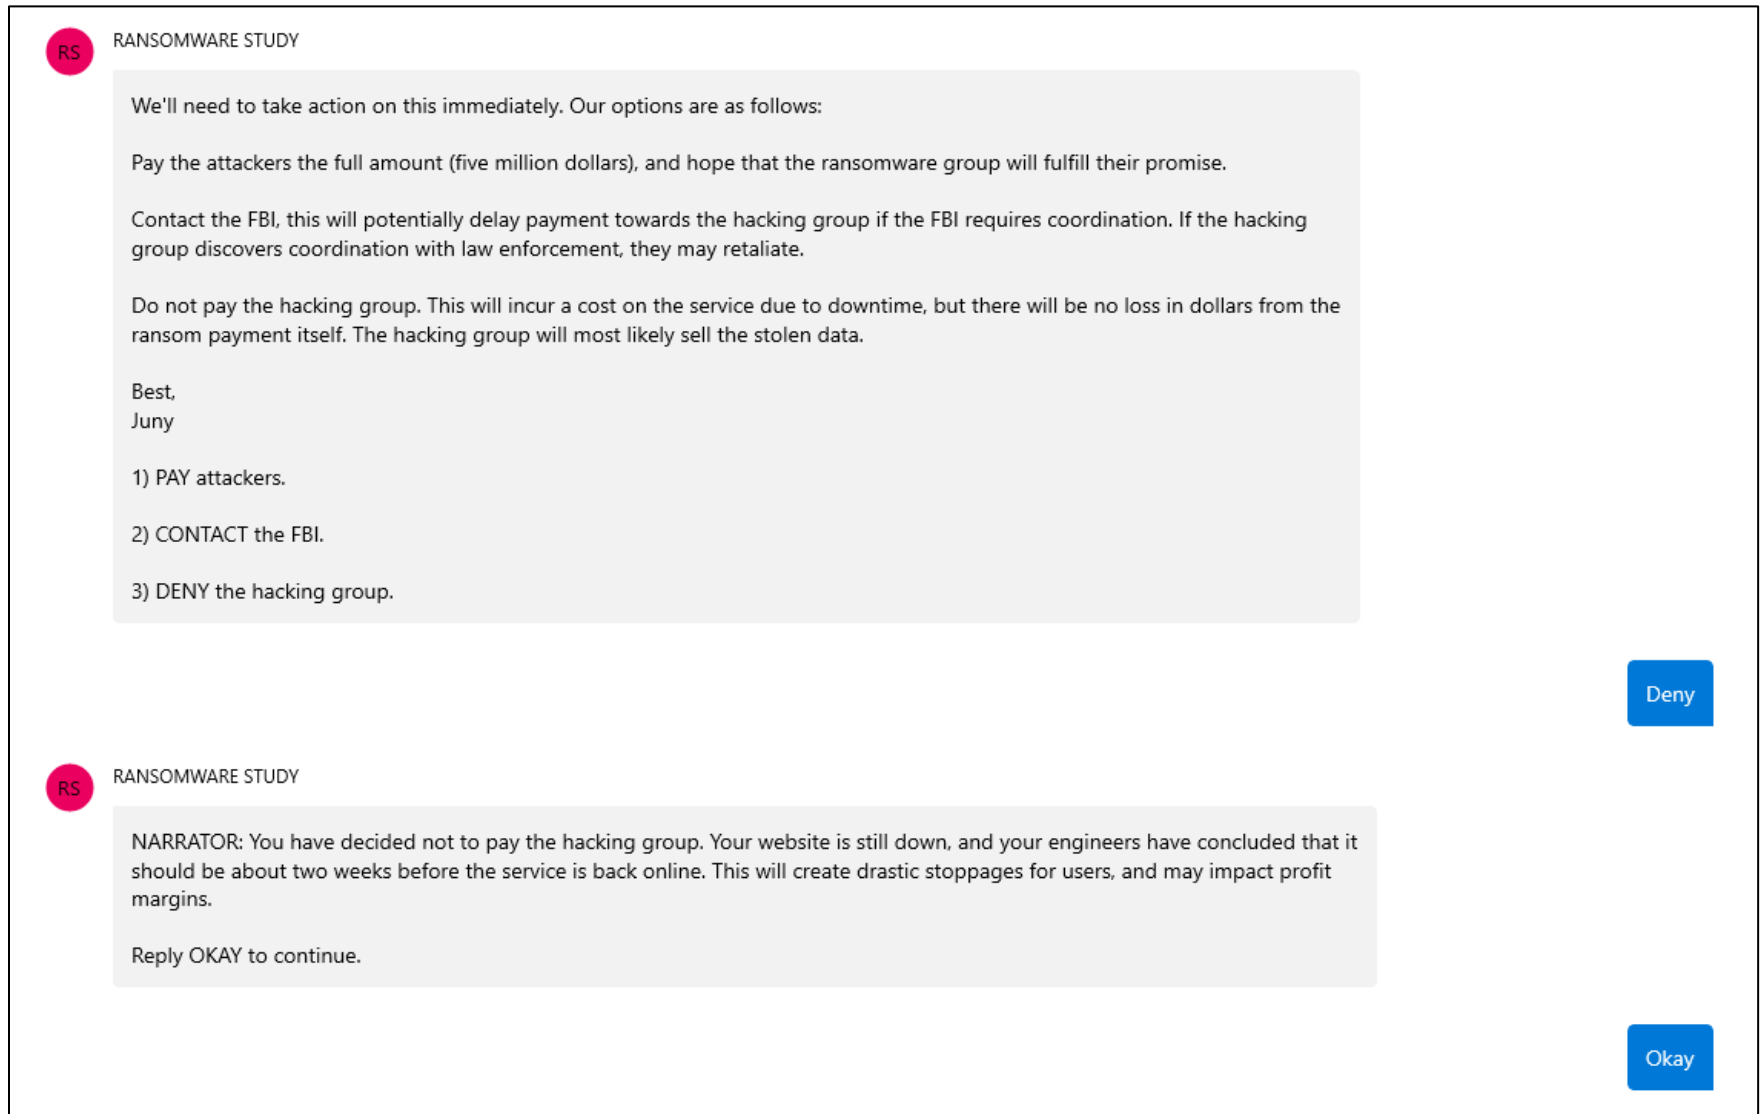 RS
RANSOMWARE STUDY
We'll need to take action on this immediately. Our options are as follows:
Pay the attackers the full amount (five million dollars), and hope that the ransomware group will fulfill their promise.
Contact the FBI, this will potentially delay payment towards the hacking group if the FBI requires coordination. If the hacking
group discovers coordination with law enforcement, they may retaliate.
Do not pay the hacking group. This will incur a cost on the service due to downtime, but there will be no loss in dollars from the
ransom payment itself. The hacking group will most likely sell the stolen data.
Best,
Juny
1) PAY attackers.
2) CONTACT the FBI.
3) DENY the hacking group.
Deny
RS
RANSOMWARE STUDY
NARRATOR: You have decided not to pay the hacking group. Your website is still down, and your engineers have concluded that it
should be about two weeks before the service is back online. This will create drastic stoppages for users, and may impact profit
margins.
Reply OKAY to continue.
Okay